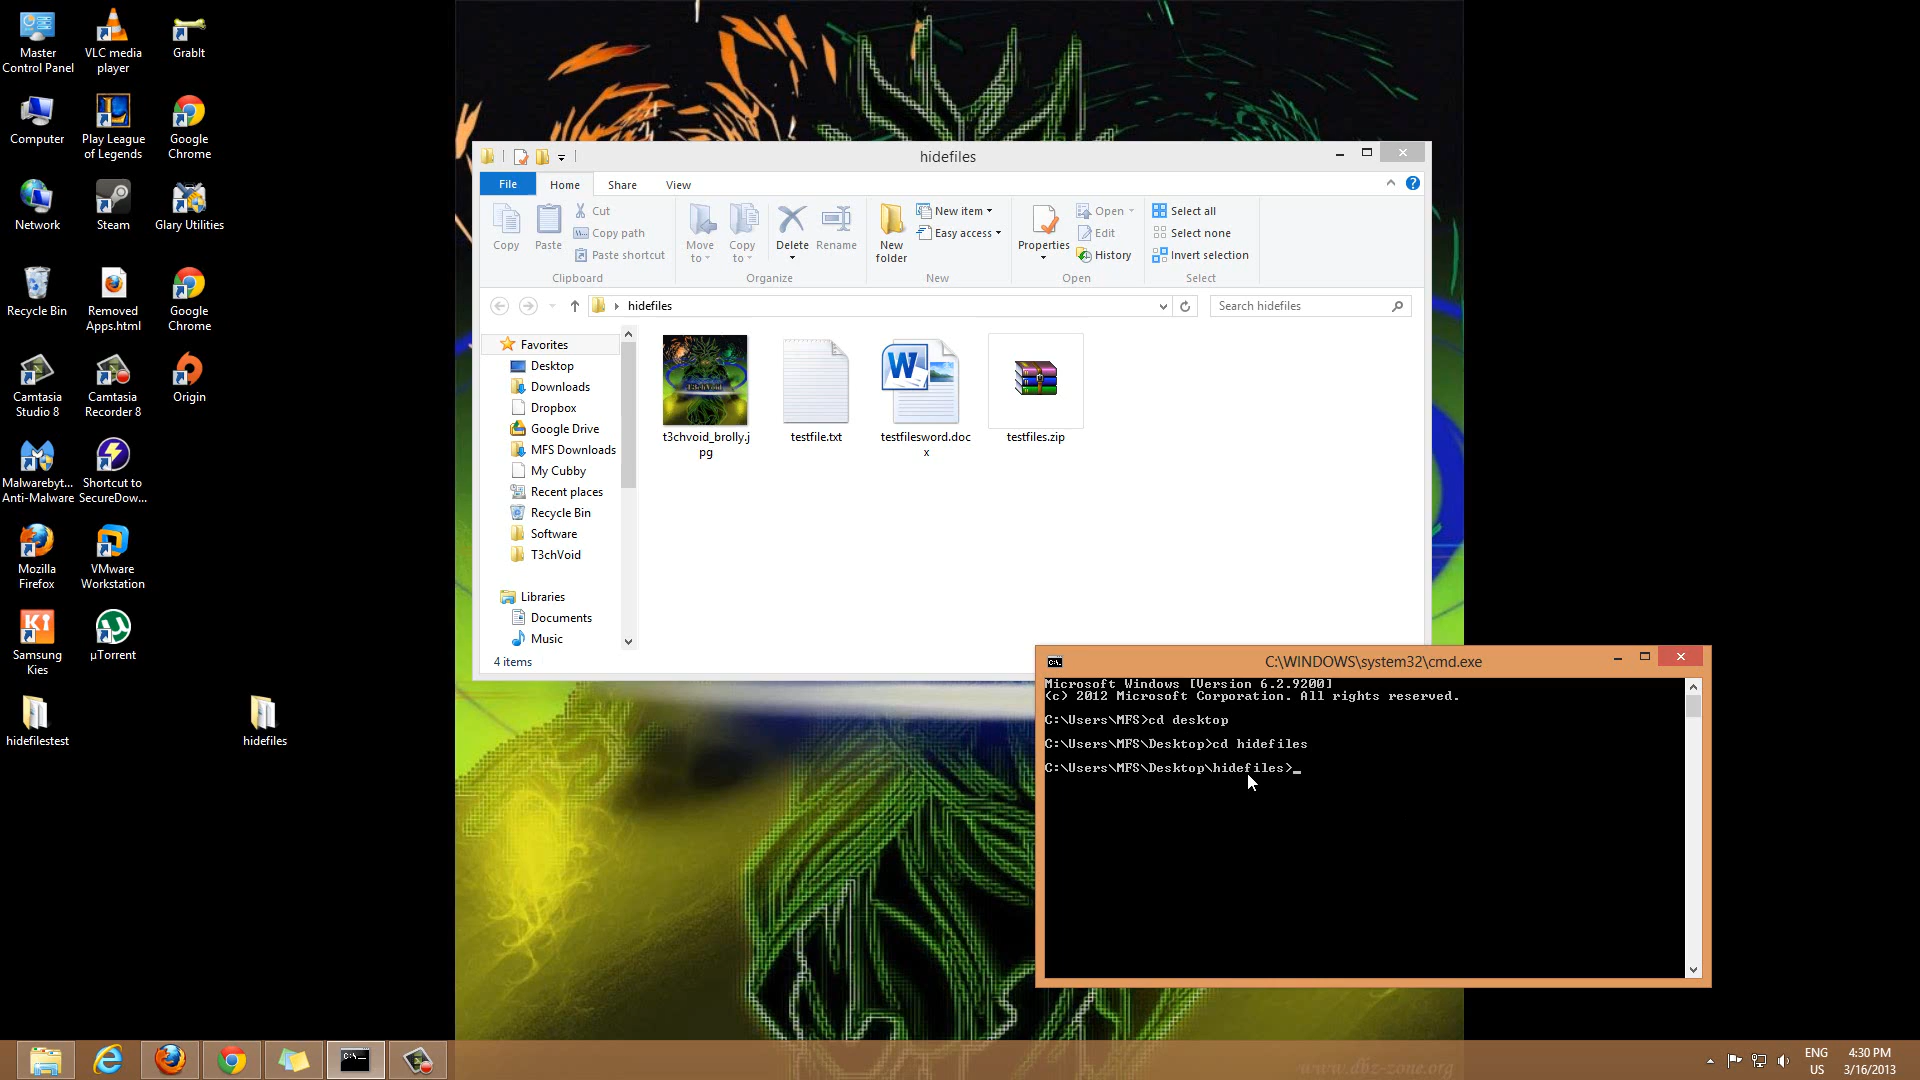 Master
Control Panel
VLC media
player
GrabIt
Computer
Play League
of Legends
Google
Chrome
Network
Steam
Glary Utilities
Recycle Bin
Removed
Apps.html
Google
Chrome
Camtasia
Studio 8
Camtasia
Recorder 8
Origin
Malwarebyt...
Anti-Malware
Shortcut to
SecureDow...
Mozilla
Firefox
VMware
Workstation
Samsung
Kies
µTorrent
hidefilestest
hidefiles
hidefiles
File
Home
Share
View
Copy
Paste
Cut
Copy path
Paste shortcut
Clipboard
Move
to
Copy
to
Delete
Rename
Organize
New
folder
New item
Easy access
New
Properties
Open
Edit
History
Open
Select all
Select none
Invert selection
Select
hidefiles
Search hidefiles
Favorites
Desktop
Downloads
Dropbox
Google Drive
MFS Downloads
My Cubby
Recent places
Recycle Bin
Software
T3chVoid
Libraries
Documents
Music
T3chVoid
t3chvoid_brolly.j
pg
testfile.txt
testfilesword.doc
x
testfiles.zip
4 items
C:\WINDOWS\system32\cmd.exe
Microsoft Windows [Version 6.2.9200]
(c) 2012 Microsoft Corporation. All rights reserved.
C:\Users\MFS>cd desktop
C:\Users\MFS\Desktop>cd hidefiles
C:\Users\MFS\Desktop\hidefiles>_
www.dbz-zone.org
ENG
US
4:30 PM
3/16/2013